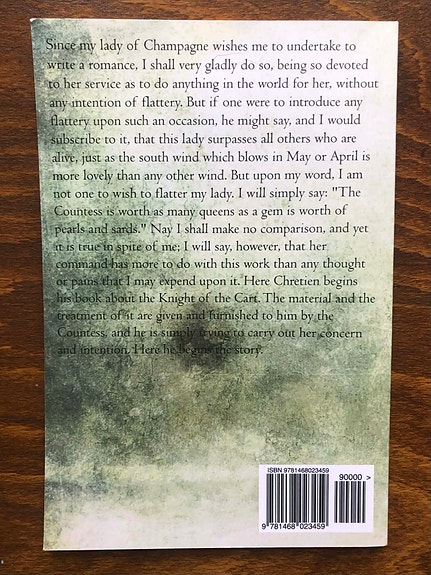 Since my lady of Champagne wishes me to undertake to
write a romance, I shall very gladly do so, being so devoted
to her service as to do anything in the world for her, without
any intention of flattery. But if one were to introduce any
flattery upon such an occasion, he might say, and I would
subscribe to it, that this lady surpasses all others who are
alive, just as the south wind which blows in May or April is
more lovely than any other wind. But upon my word, I am
not one to wish to flatter my lady. I will simply say: "The
Countess is worth as many queens as a gem is worth of
pearls and sards." Nay I shall make no comparison, and yet
it is true in spite of me; I will say, however, that her
command has more to do with this work than any thought
or pains that I may expend upon it. Here Chretien begins
his book about the Knight of the Cart. The material and the
treatment of it are given and furnished to him by the
Countess, and he is simply trying to carry out her concern
and intention. Here he begins the story.
ISBN 9781468023459
90000 >
9 781468 023459